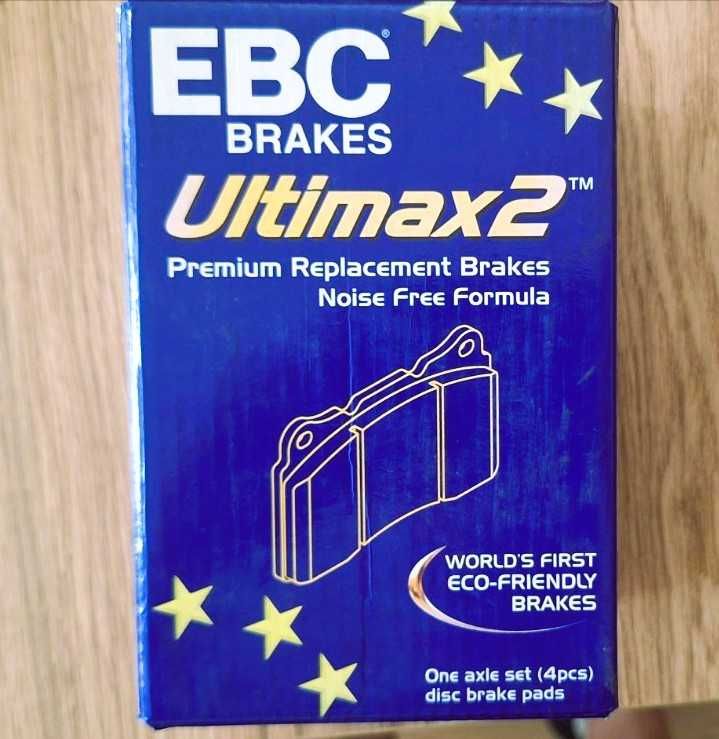 EBC®
BRAKES
Ultimax2™
Premium Replacement Brakes
Noise Free Formula
WORLD'S FIRST
ECO-FRIENDLY
BRAKES
One axle set (4pcs)
disc brake pads